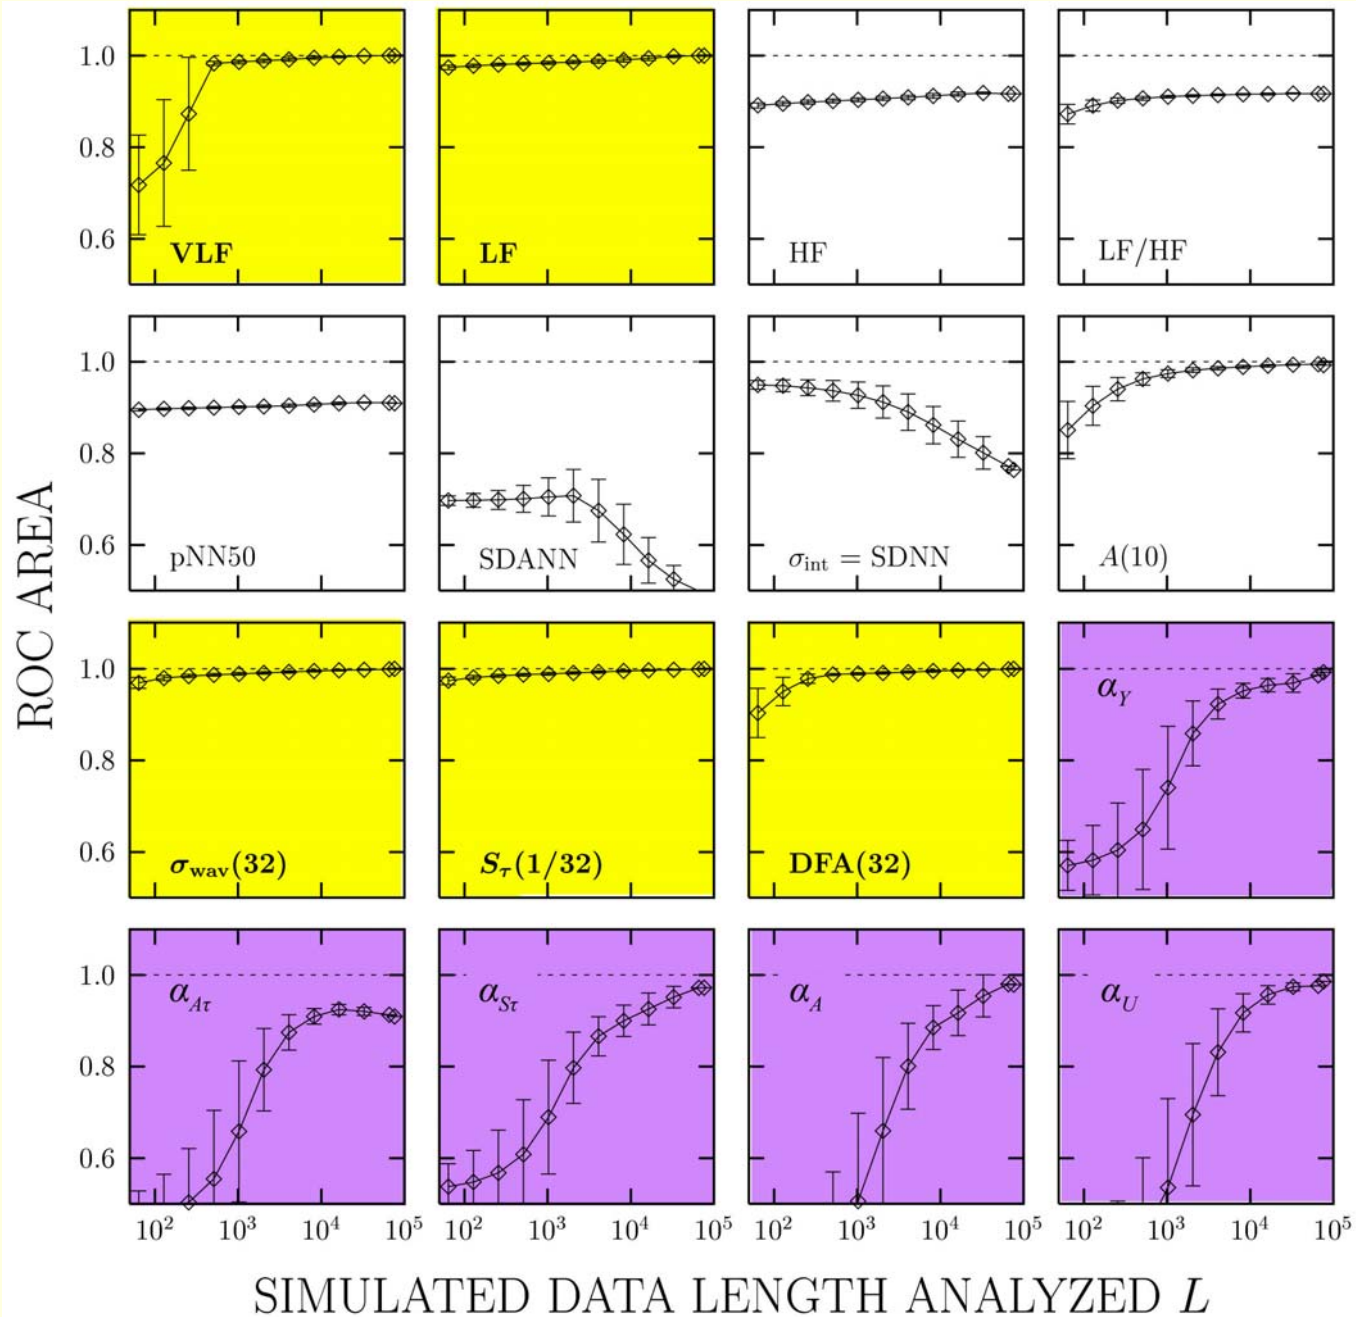 1.0
0.8
0.6
VLF
LF
HF
LF/HF
1.0
0.8
0.6
pNN50
SDANN
σint = SDNN
A(10)
1.0
0.8
0.6
σwav(32)
Sτ(1/32)
DFA(32)
αY
1.0
0.8
0.6
αAτ
αSτ
αA
αU
10² 10³ 10⁴ 10⁵
10² 10³ 10⁴ 10⁵
10² 10³ 10⁴ 10⁵
10² 10³ 10⁴ 10⁵
ROC AREA
SIMULATED DATA LENGTH ANALYZED L